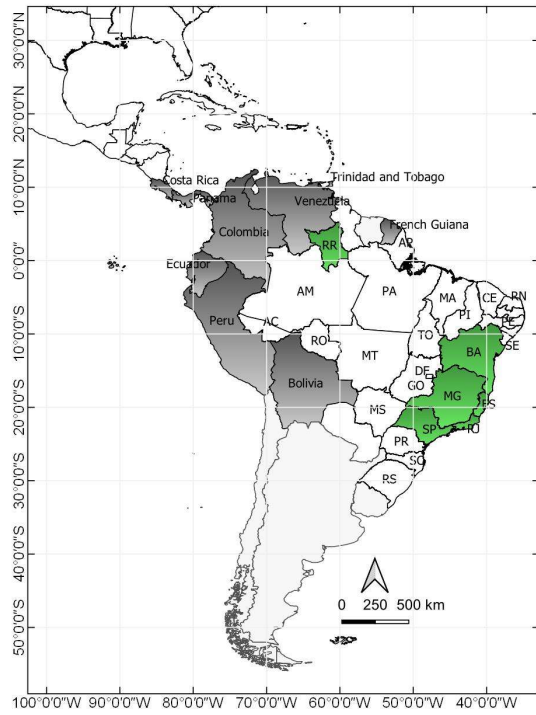 30°0'0"N
20°0'0"N
10°0'0"N
0°0'0"
10°0'0"S
20°0'0"S
30°0'0"S
40°0'0"S
50°0'0"S
Costa Rica
Trinidad and Tobago
Panama
Venezuela
Colombia
French Guiana
RR
AP
Ecuador
AM
PA
MA
CE
RN
PI
Peru
AC
TO
SE
RO
BA
MT
Bolivia
DF
GO
MG
ES
MS
SP
RJ
PR
SC
RS
0 250 500 km
100°0'0"W 90°0'0"W 80°0'0"W 70°0'0"W 60°0'0"W 50°0'0"W 40°0'0"W